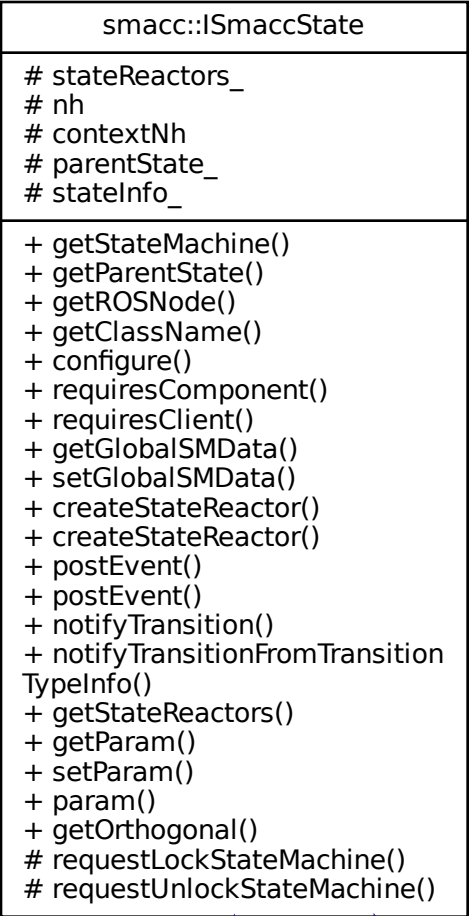 smacc::ISmaccState
# stateReactors_
# nh
# contextNh
# parentState_
# stateInfo_
+ getStateMachine()
+ getParentState()
+ getROSNode()
+ getClassName()
+ configure()
+ requiresComponent()
+ requiresClient()
+ getGlobalSMData()
+ setGlobalSMData()
+ createStateReactor()
+ createStateReactor()
+ postEvent()
+ postEvent()
+ notifyTransition()
+ notifyTransitionFromTransition
TypeInfo()
+ getStateReactors()
+ getParam()
+ setParam()
+ param()
+ getOrthogonal()
# requestLockStateMachine()
# requestUnlockStateMachine()